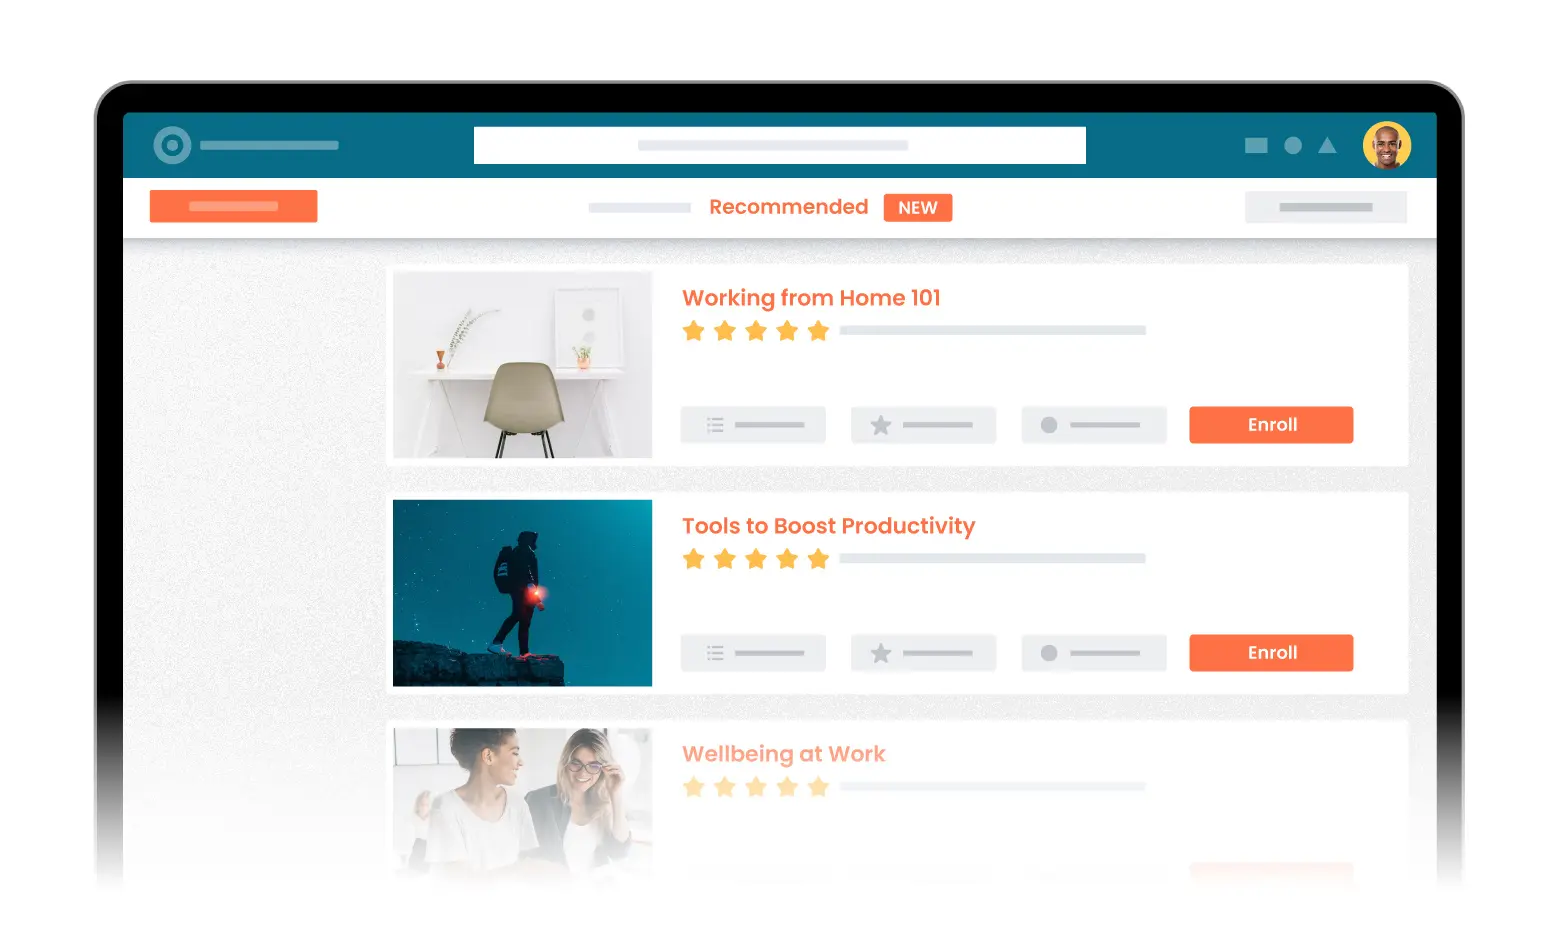 Recommended NEW
Working from Home 101
Enroll
Tools to Boost Productivity
Enroll
Wellbeing at Work